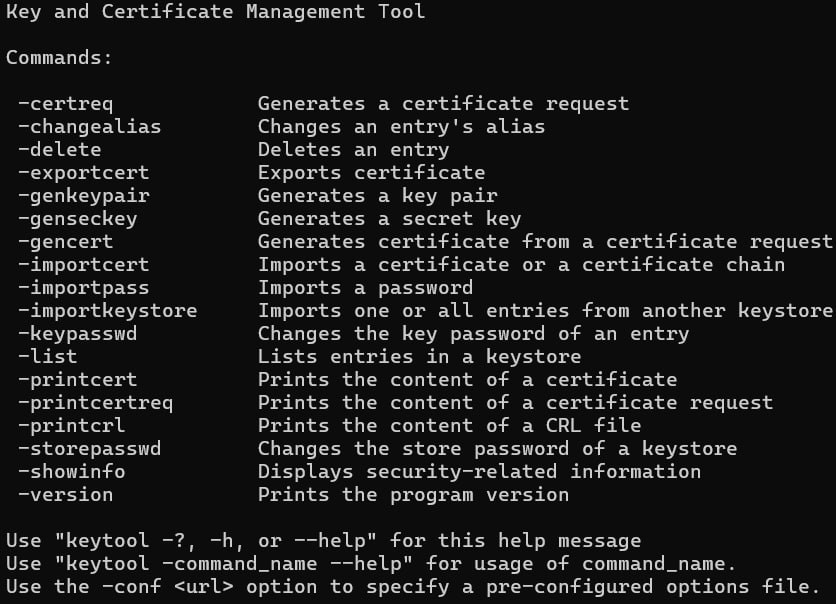 Key and Certificate Management Tool
Commands:
-certreq Generates a certificate request
-changealias Changes an entry's alias
-delete Deletes an entry
-exportcert Exports certificate
-genkeypair Generates a key pair
-genseckey Generates a secret key
-gencert Generates certificate from a certificate request
-importcert Imports a certificate or a certificate chain
-importpass Imports a password
-importkeystore Imports one or all entries from another keystore
-keypasswd Changes the key password of an entry
-list Lists entries in a keystore
-printcert Prints the content of a certificate
-printcertreq Prints the content of a certificate request
-printcrl Prints the content of a CRL file
-storepasswd Changes the store password of a keystore
-showinfo Displays security-related information
-version Prints the program version
Use "keytool -?, -h, or --help" for this help message
Use "keytool -command_name --help" for usage of command_name.
Use the -conf <url> option to specify a pre-configured options file.